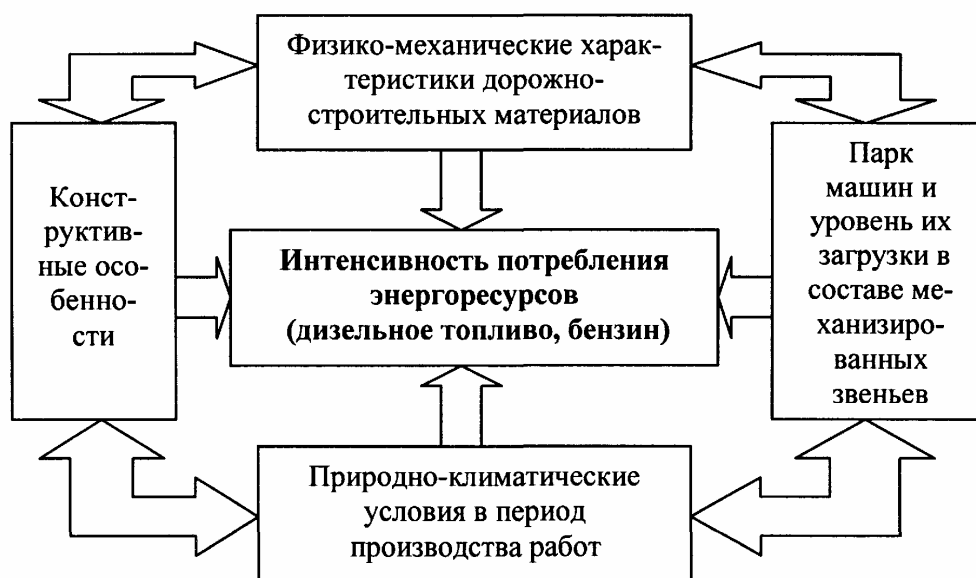 Физико-механические харак-
теристики дорожно-
строительных материалов
Конст-
руктив-
ные осо-
бенно-
сти
Интенсивность потребления
энергоресурсов
(дизельное топливо, бензин)
Парк
машин и
уровень их
загрузки в
составе ме-
ханизиро-
ванных
звеньев
Природно-климатические
условия в период
производства работ